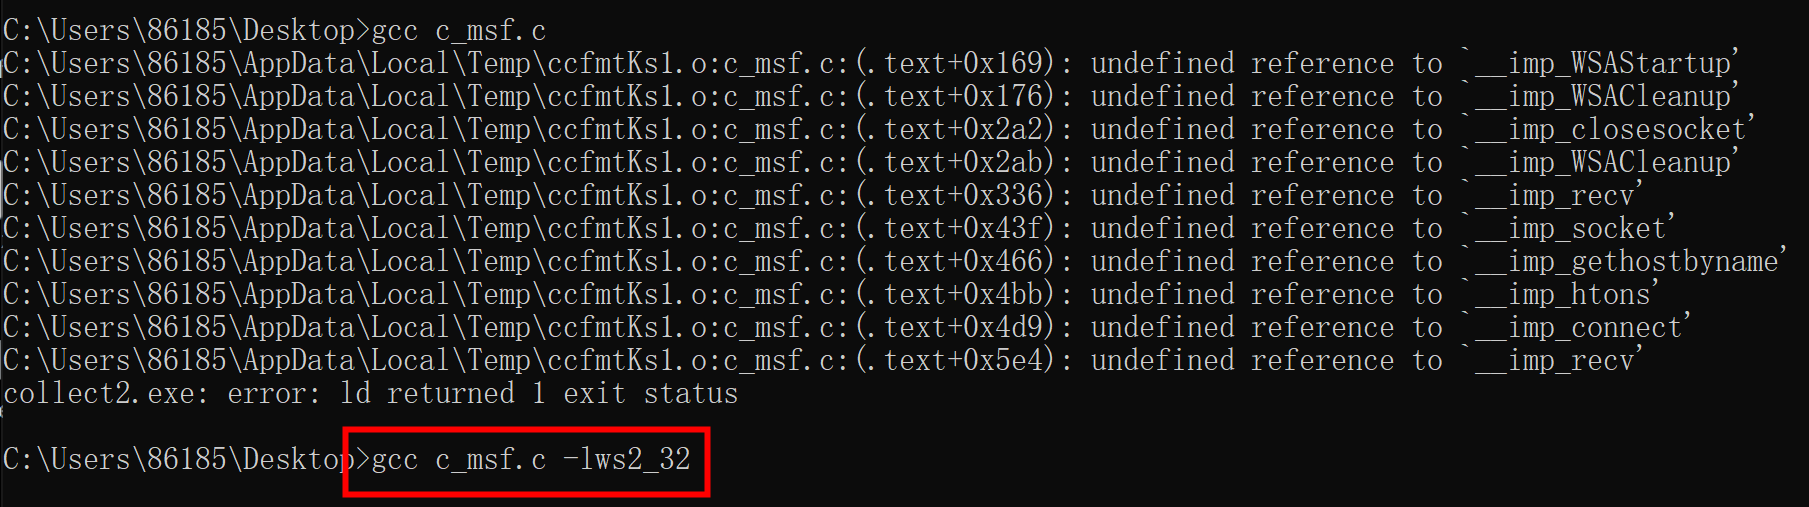 C:\Users\86185\Desktop>gcc c_msf.c
C:\Users\86185\AppData\Local\Temp\ccfmtKs1.o:c_msf.c:(.text+0x169): undefined reference to `__imp_WSAStartup'
C:\Users\86185\AppData\Local\Temp\ccfmtKs1.o:c_msf.c:(.text+0x176): undefined reference to `__imp_WSACleanup'
C:\Users\86185\AppData\Local\Temp\ccfmtKs1.o:c_msf.c:(.text+0x2a2): undefined reference to `__imp_closesocket'
C:\Users\86185\AppData\Local\Temp\ccfmtKs1.o:c_msf.c:(.text+0x2ab): undefined reference to `__imp_WSACleanup'
C:\Users\86185\AppData\Local\Temp\ccfmtKs1.o:c_msf.c:(.text+0x336): undefined reference to `__imp_recv'
C:\Users\86185\AppData\Local\Temp\ccfmtKs1.o:c_msf.c:(.text+0x43f): undefined reference to `__imp_socket'
C:\Users\86185\AppData\Local\Temp\ccfmtKs1.o:c_msf.c:(.text+0x466): undefined reference to `__imp_gethostbyname'
C:\Users\86185\AppData\Local\Temp\ccfmtKs1.o:c_msf.c:(.text+0x4bb): undefined reference to `__imp_htons'
C:\Users\86185\AppData\Local\Temp\ccfmtKs1.o:c_msf.c:(.text+0x4d9): undefined reference to `__imp_connect'
C:\Users\86185\AppData\Local\Temp\ccfmtKs1.o:c_msf.c:(.text+0x5e4): undefined reference to `__imp_recv'
collect2.exe: error: ld returned 1 exit status
C:\Users\86185\Desktop>gcc c_msf.c -lws2_32